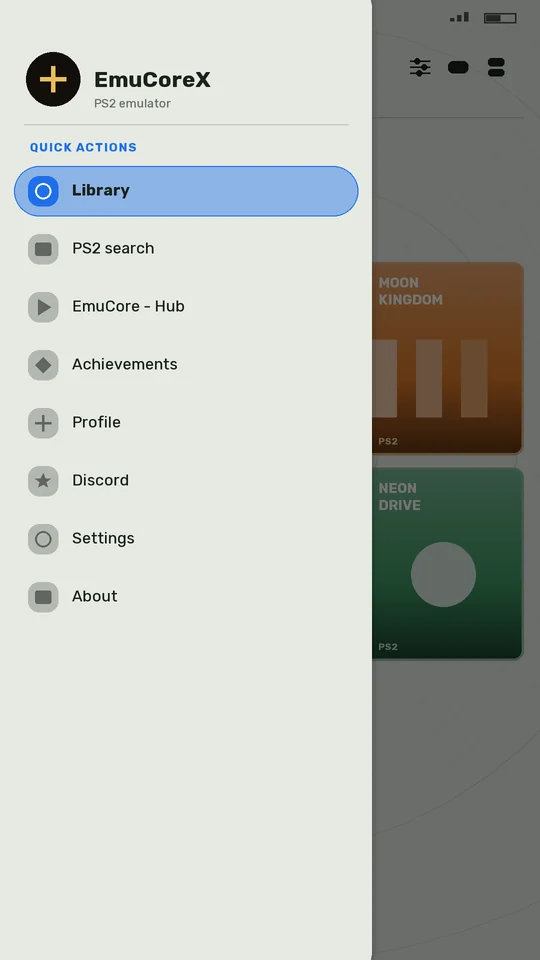 EmuCoreX
PS2 emulator
QUICK ACTIONS
Library
PS2 search
EmuCore - Hub
Achievements
Profile
Discord
Settings
About
MOON
KINGDOM
PS2
NEON
DRIVE
PS2